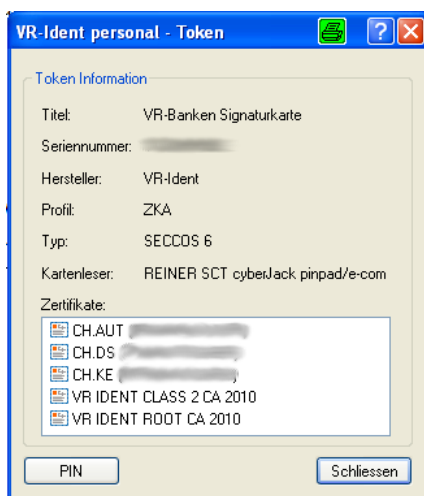 VR-Ident personal - Token
Token Information
Titel: VR-Banken Signaturkarte
Seriennummer:
Hersteller: VR-Ident
Profil: ZKA
Typ: SECCOS 6
Kartenleser: REINER SCT cyberJack pinpad/e-com
Zertifikate:
CH.AUT (
CH.DS (
CH.KE (
VR IDENT CLASS 2 CA 2010
VR IDENT ROOT CA 2010
PIN Schliessen